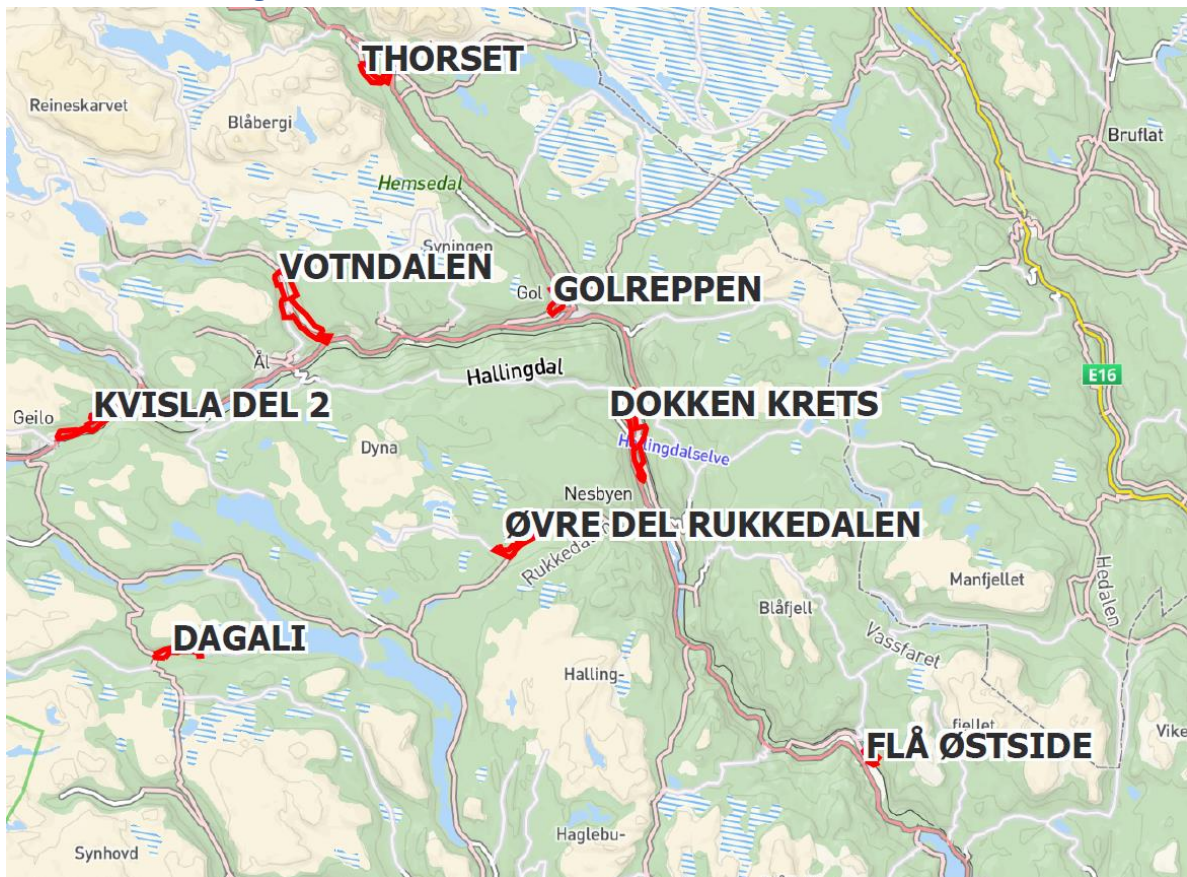 THORSET
Reineskarvet
Blåbergi
Bruflat
Hemsedal
Syningen
VOTNDALEN
Gol
GOLREPPEN
Ål
Hallingdal
E16
Geilo
KVISLA DEL 2
DOKKEN KRETS
Dyna
Hallingdalselve
Nesbyen
ØVRE DEL RUKKEDALEN
Manfjellet
Blåfjell
Hedalen
DAGALI
Vassfaret
Halling-
fjellet
Vike
FLÅ ØSTSIDE
Haglebu-
Synhovd